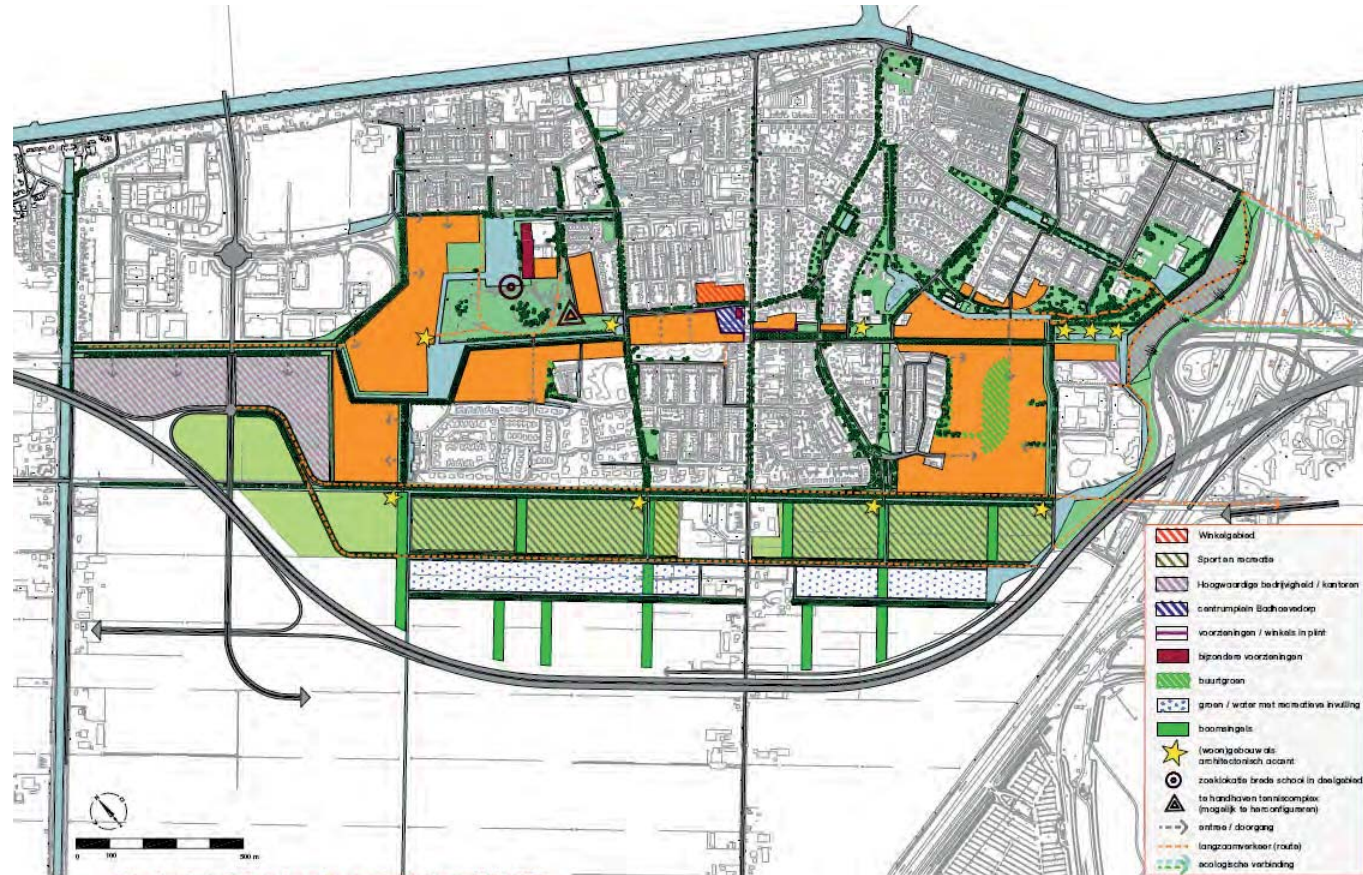 Winkelgebied
Sport en recreatie
Hoogwaardige bedrijvigheid / kantoren
centrumplein Badhoevedorp
voorzieningen / winkels in plint
bijzondere voorzieningen
buurtgroen
groen / water met recreatieve invulling
boomsingels
(woon)gebouw als
architectonisch accent
zoeklokatie brede school in deelgebied
te handhaven tenniscomplex
(mogelijk te herconfigureren)
entree / doorgang
langzaamverkeer (route)
ecologische verbinding
0 100 500 m